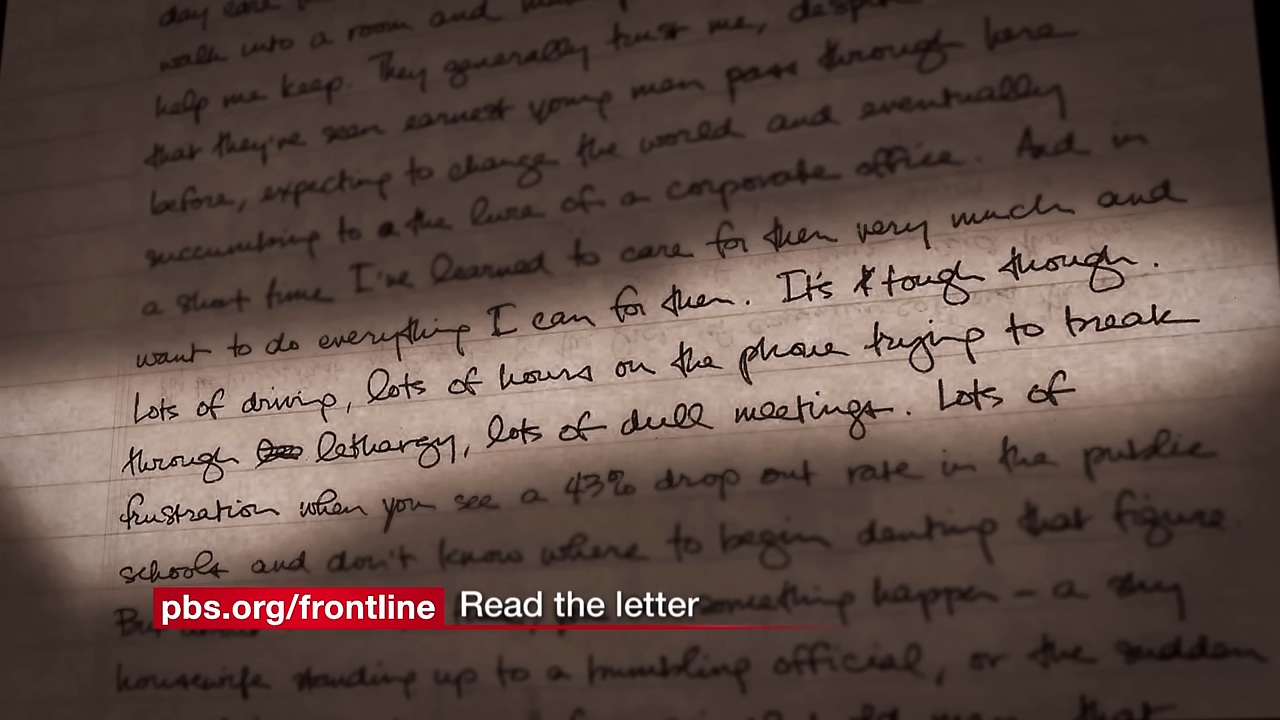 day care
walk into a room and
help me keep. They generally trust me, despite
that they've seen earnest young men pass through here
before, expecting to change the world and eventually
succumbing to the lure of a corporate office. And in
a short time I've learned to care for them very much and
want to do everything I can for them. It's tough though.
Lots of driving, lots of hours on the phone trying to break
through lethargy, lots of dull meetings. Lots of
frustration when you see a 43% drop out rate in the public
schools and don't know where to begin denting that figure.
But something happen - a shy
housewife standing up to a bumbling official, or the sudden
pbs.org/frontline Read the letter